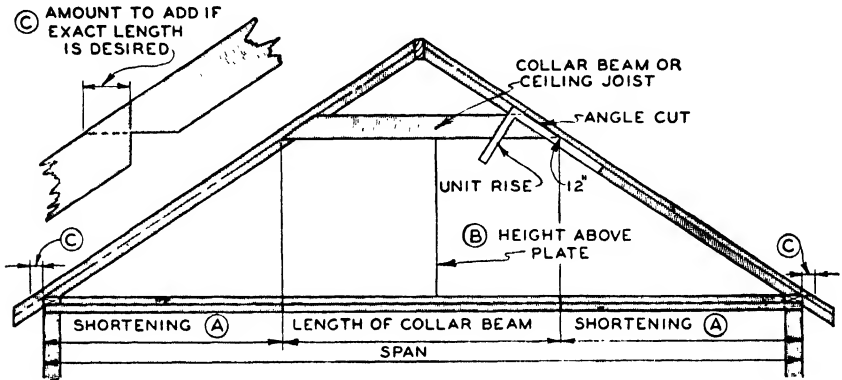 Ⓒ AMOUNT TO ADD IF
EXACT LENGTH
IS DESIRED
COLLAR BEAM OR
CEILING JOIST
ANGLE CUT
UNIT RISE
12"
Ⓒ
Ⓑ HEIGHT ABOVE
PLATE
Ⓒ
SHORTENING Ⓐ LENGTH OF COLLAR BEAM SHORTENING Ⓐ
SPAN